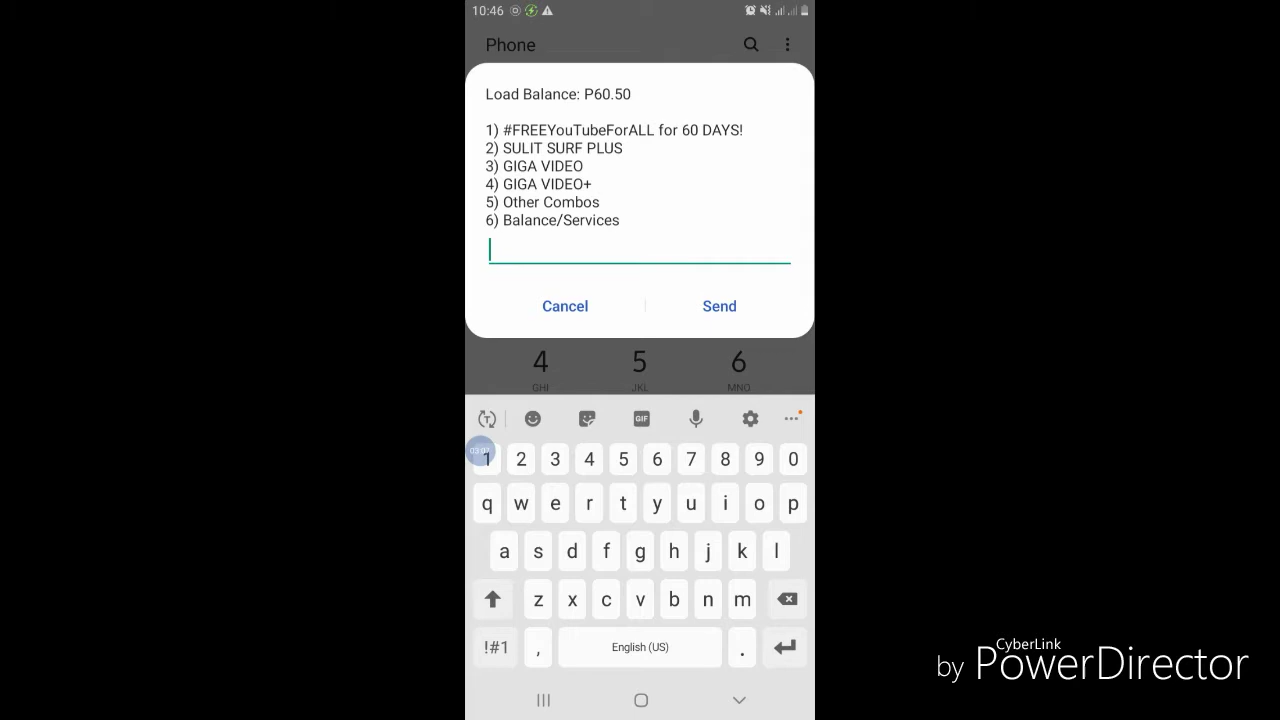 10:46
Phone
Load Balance: P60.50
1) #FREEYouTubeForALL for 60 DAYS!
2) SULIT SURF PLUS
3) GIGA VIDEO
4) GIGA VIDEO+
5) Other Combos
6) Balance/Services
Cancel Send
4 5 6
GHI JKL MNO
GIF
1 2 3 4 5 6 7 8 9 0
q w e r t y u i o p
a s d f g h j k l
z x c v b n m
!#1 , English (US) .
CyberLink
by PowerDirector